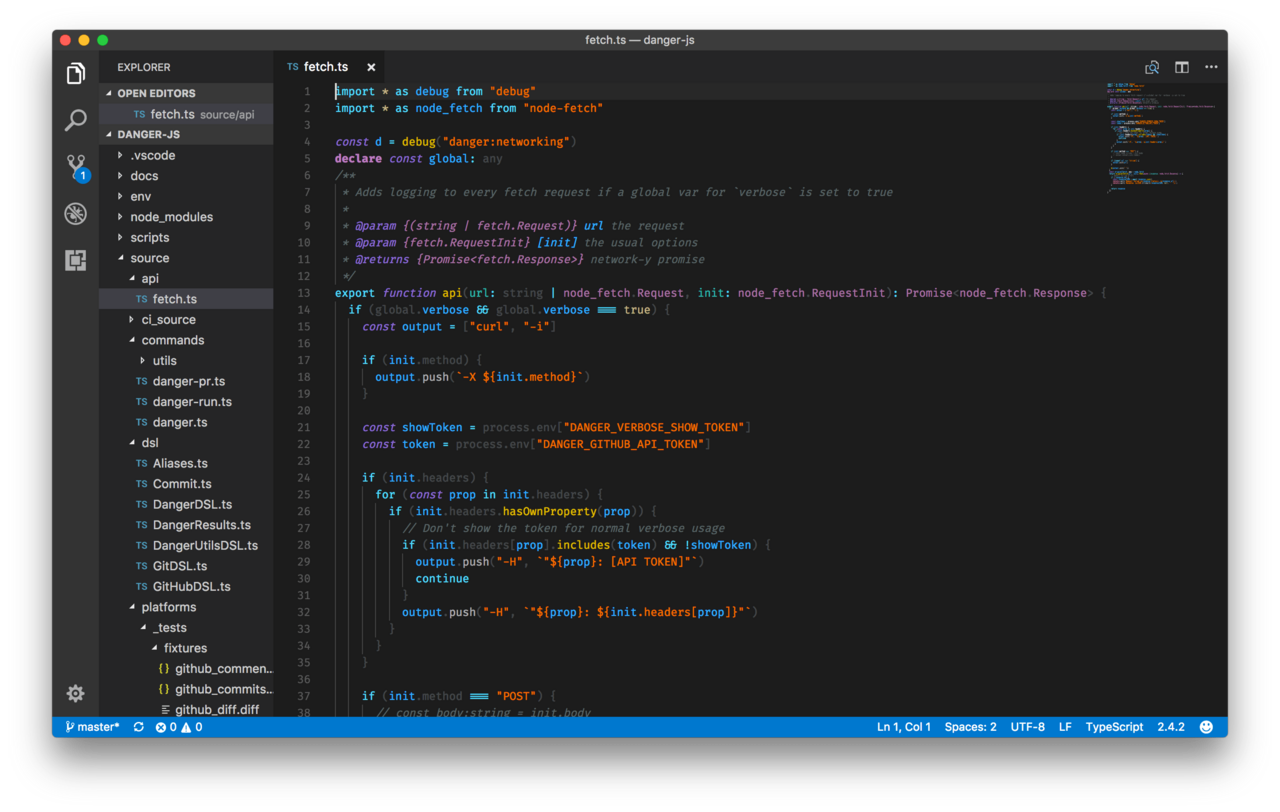 fetch.ts — danger-js
EXPLORER
OPEN EDITORS
TS fetch.ts source/api
DANGER-JS
.vscode
docs
env
node_modules
scripts
source
api
TS fetch.ts
ci_source
commands
utils
TS danger-pr.ts
TS danger-run.ts
TS danger.ts
dsl
TS Aliases.ts
TS Commit.ts
TS DangerDSL.ts
TS DangerResults.ts
TS DangerUtilsDSL.ts
TS GitDSL.ts
TS GitHubDSL.ts
platforms
_tests
fixtures
{} github_commen...
{} github_commits...
github_diff.diff
1
TS fetch.ts ×
1 import * as debug from "debug"
2 import * as node_fetch from "node-fetch"
3
4 const d = debug("danger:networking")
5 declare const global: any
6 /**
7 * Adds logging to every fetch request if a global var for `verbose` is set to true
8 *
9 * @param {(string | fetch.Request)} url the request
10 * @param {fetch.RequestInit} [init] the usual options
11 * @returns {Promise<fetch.Response>} network-y promise
12 */
13 export function api(url: string | node_fetch.Request, init: node_fetch.RequestInit): Promise<node_fetch.Response> {
14 if (global.verbose && global.verbose === true) {
15 const output = ["curl", "-i"]
16
17 if (init.method) {
18 output.push(`-X ${init.method}`)
19 }
20
21 const showToken = process.env["DANGER_VERBOSE_SHOW_TOKEN"]
22 const token = process.env["DANGER_GITHUB_API_TOKEN"]
23
24 if (init.headers) {
25 for (const prop in init.headers) {
26 if (init.headers.hasOwnProperty(prop)) {
27 // Don't show the token for normal verbose usage
28 if (init.headers[prop].includes(token) && !showToken) {
29 output.push("-H", `"${prop}: [API TOKEN]"`)
30 continue
31 }
32 output.push("-H", `"${prop}: ${init.headers[prop]}"`)
33 }
34 }
35 }
36
37 if (init.method === "POST") {
38 // const body:string = init.body
master* 0 0
Ln 1, Col 1 Spaces: 2 UTF-8 LF TypeScript 2.4.2